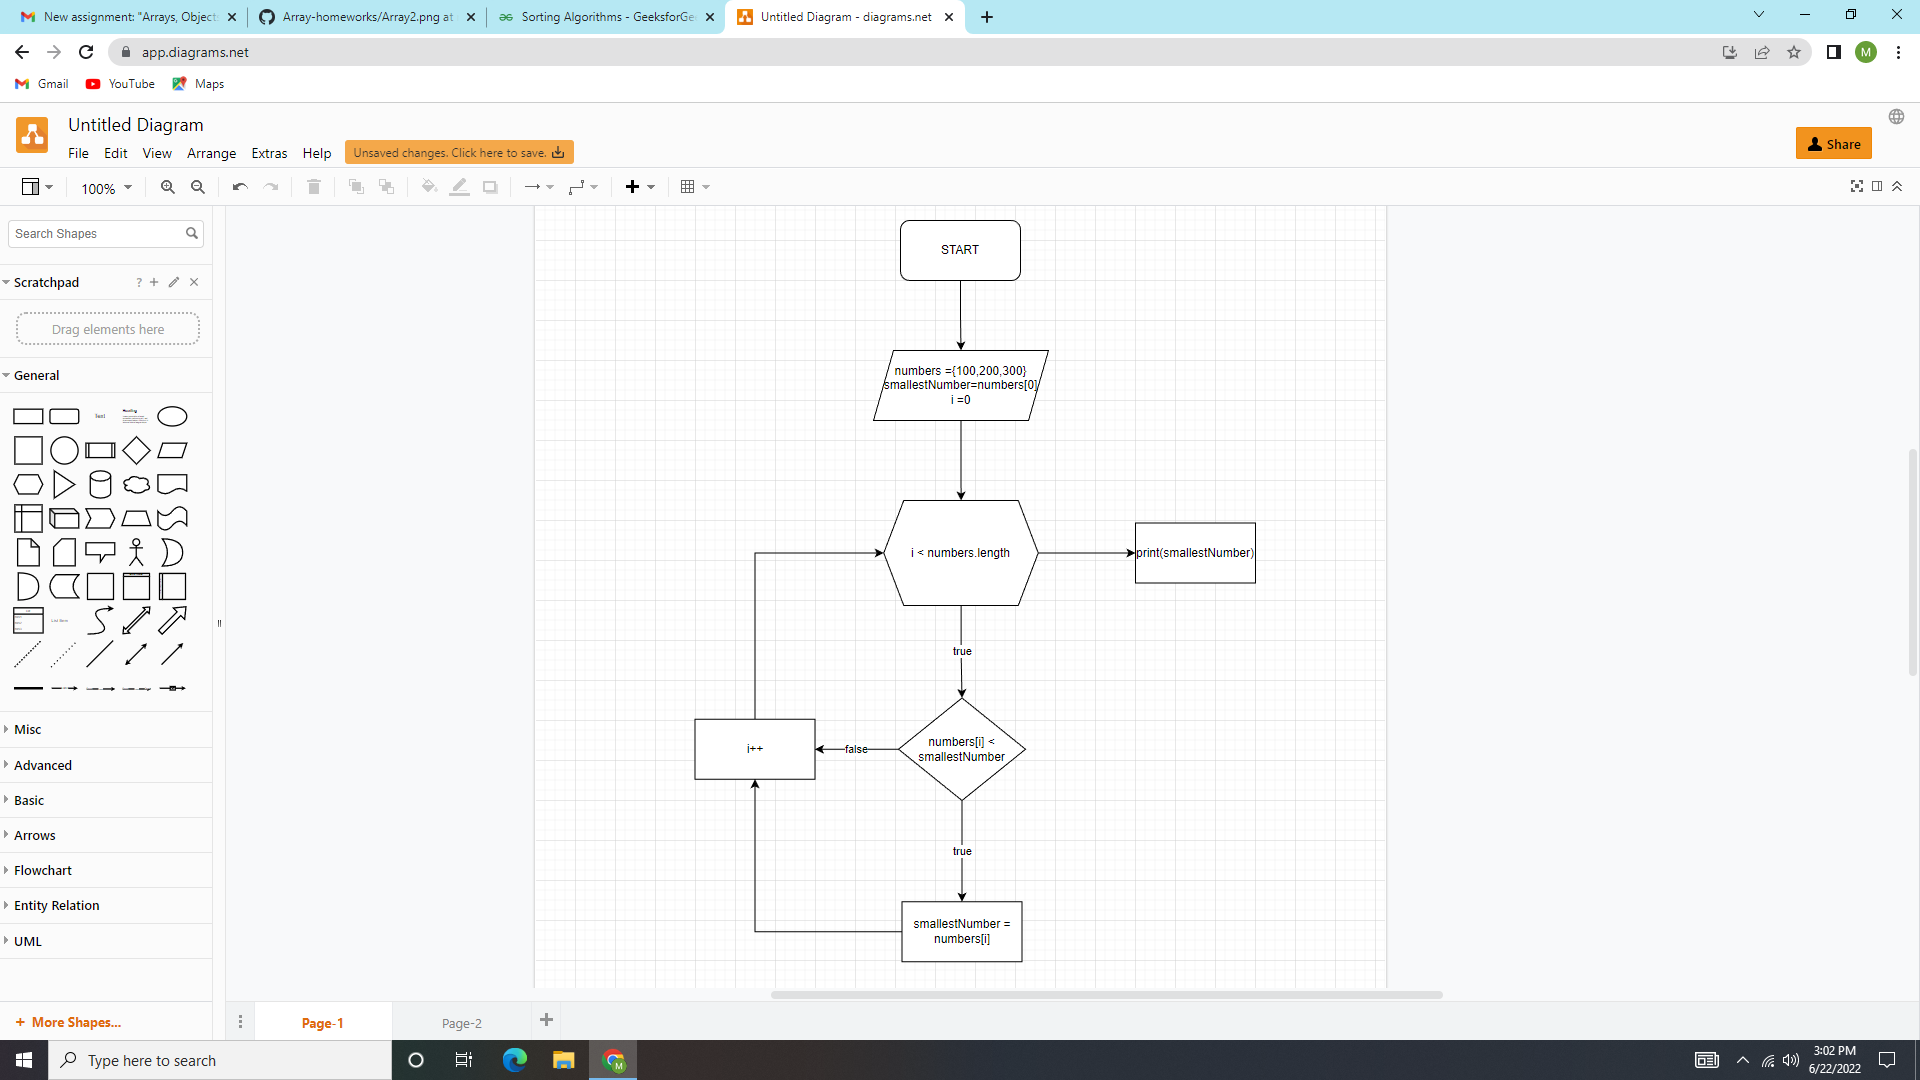 New assignment: "Arrays, Object
Array-homeworks/Array2.png at
Sorting Algorithms - GeeksforGe
Untitled Diagram - diagrams.net
app.diagrams.net
M
Gmail
YouTube
Maps
Untitled Diagram
File Edit View Arrange Extras Help
Unsaved changes. Click here to save.
Share
100%
Search Shapes
Scratchpad
?
Drag elements here
General
Text
Heading
List Item
Misc
Advanced
Basic
Arrows
Flowchart
Entity Relation
UML
+ More Shapes...
START
numbers ={100,200,300}
smallestNumber=numbers[0]
i =0
i < numbers.length
print(smallestNumber)
true
numbers[i] <
smallestNumber
false
i++
true
smallestNumber =
numbers[i]
Page-1
Page-2
Type here to search
M
3:02 PM
6/22/2022